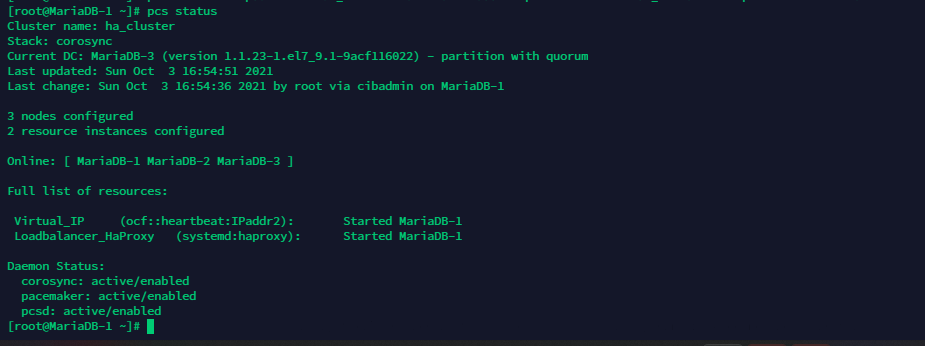 [root@MariaDB-1 ~]# pcs status
Cluster name: ha_cluster
Stack: corosync
Current DC: MariaDB-3 (version 1.1.23-1.el7_9.1-9acf116022) - partition with quorum
Last updated: Sun Oct  3 16:54:51 2021
Last change: Sun Oct  3 16:54:36 2021 by root via cibadmin on MariaDB-1
3 nodes configured
2 resource instances configured
Online: [ MariaDB-1 MariaDB-2 MariaDB-3 ]
Full list of resources:
Virtual_IP     (ocf::heartbeat:IPaddr2):       Started MariaDB-1
Loadbalancer_HaProxy   (systemd:haproxy):      Started MariaDB-1
Daemon Status:
corosync: active/enabled
pacemaker: active/enabled
pcsd: active/enabled
[root@MariaDB-1 ~]#